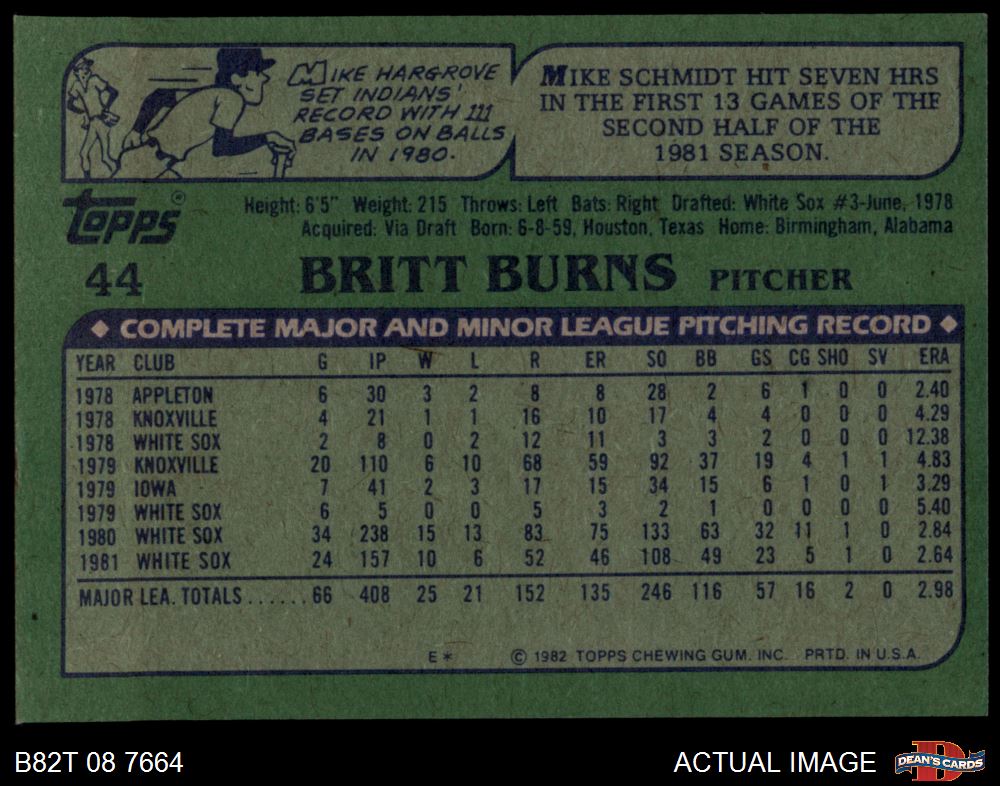 MIKE HARGROVE
SET INDIANS'
RECORD WITH 111
BASES ON BALLS
IN 1980.
MIKE SCHMIDT HIT SEVEN HRS
IN THE FIRST 13 GAMES OF THE
SECOND HALF OF THE
1981 SEASON.
topps®
Height: 6'5" Weight: 215 Throws: Left Bats: Right Drafted: White Sox #3-June, 1978
Acquired: Via Draft Born: 6-8-59, Houston, Texas Home: Birmingham, Alabama
44 BRITT BURNS PITCHER
COMPLETE MAJOR AND MINOR LEAGUE PITCHING RECORD
YEAR CLUB G IP W L R ER SO BB GS CG SHO SV ERA
1978 APPLETON 6 30 3 2 8 8 28 2 6 1 0 0 2.40
1978 KNOXVILLE 4 21 1 1 16 10 17 4 4 0 0 0 4.29
1978 WHITE SOX 2 8 0 2 12 11 3 3 2 0 0 0 12.38
1979 KNOXVILLE 20 110 6 10 68 59 92 37 19 4 1 1 4.83
1979 IOWA 7 41 2 3 17 15 34 15 6 1 0 1 3.29
1979 WHITE SOX 6 5 0 0 5 3 2 1 0 0 0 0 5.40
1980 WHITE SOX 34 238 15 13 83 75 133 63 32 11 1 0 2.84
1981 WHITE SOX 24 157 10 6 52 46 108 49 23 5 1 0 2.64
MAJOR LEA. TOTALS ...... 66 408 25 21 152 135 246 116 57 16 2 0 2.98
E* © 1982 TOPPS CHEWING GUM. INC. PRTD. IN U.S.A.
B82T 08 7664 ACTUAL IMAGE
D
DEAN'S CARDS